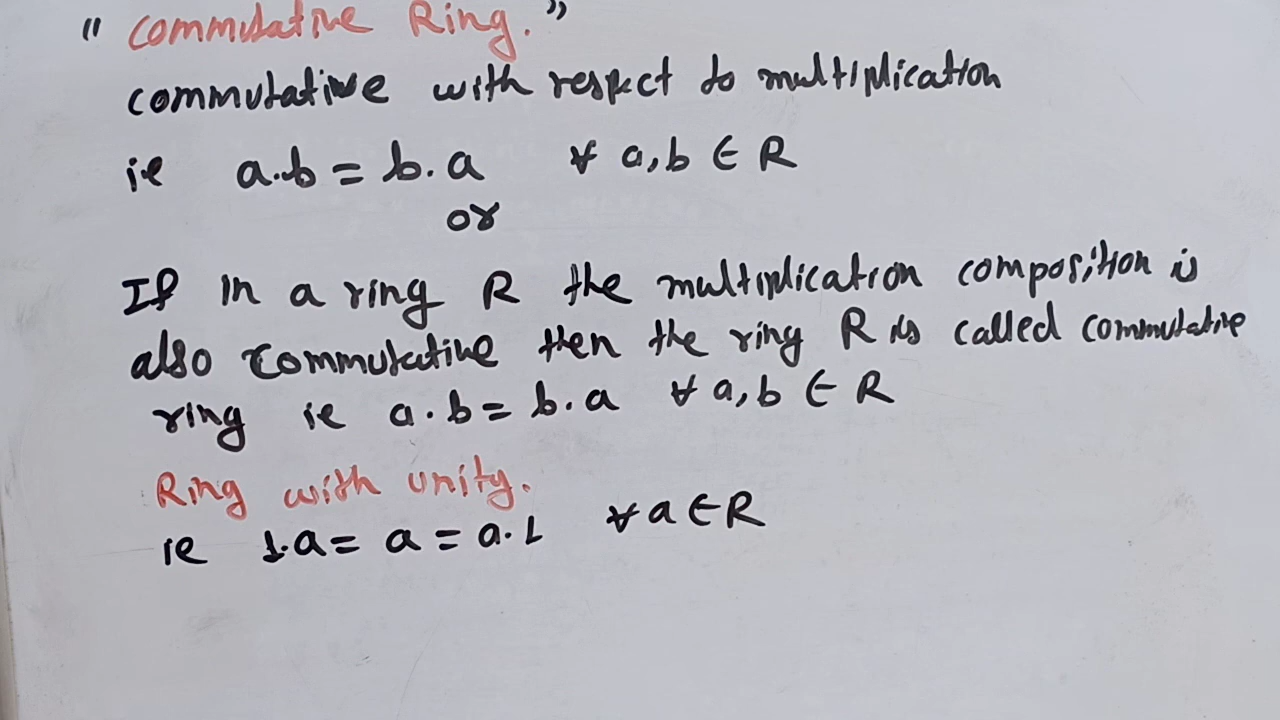 " Commutative Ring."
commutative with respect to multiplication
ie a.b = b.a ∀ a,b ∈ R
or
If in a ring R the multiplication composition is
also commutative then the ring R is called commutative
ring ie a.b = b.a ∀ a,b ∈ R
Ring with unity.
ie 1.a = a = a.1 ∀ a ∈ R